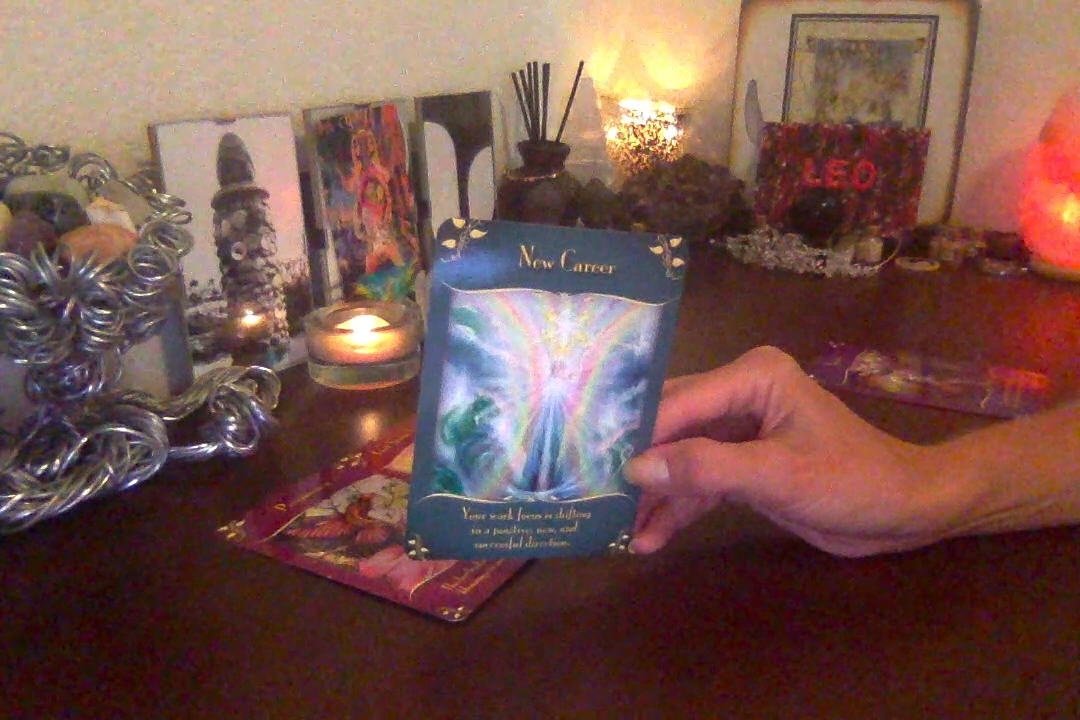 LEO
New Career
Your work focus is shifting
in a positive, new, and
successful direction.